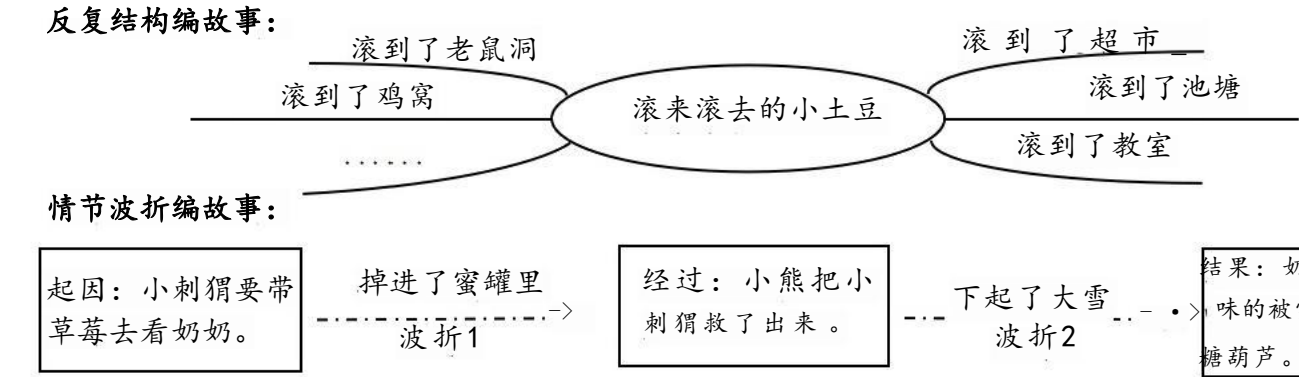 反复结构编故事：
滚到了老鼠洞
滚到了超市
滚到了鸡窝
滚来滚去的小土豆
滚到了池塘
......
滚到了教室
情节波折编故事：
起因：小刺猬要带
草莓去看奶奶。
掉进了蜜罐里
波折1
经过：小熊把小
刺猬救了出来。
下起了大雪
波折2
结果：奶
味的被
糖葫芦。